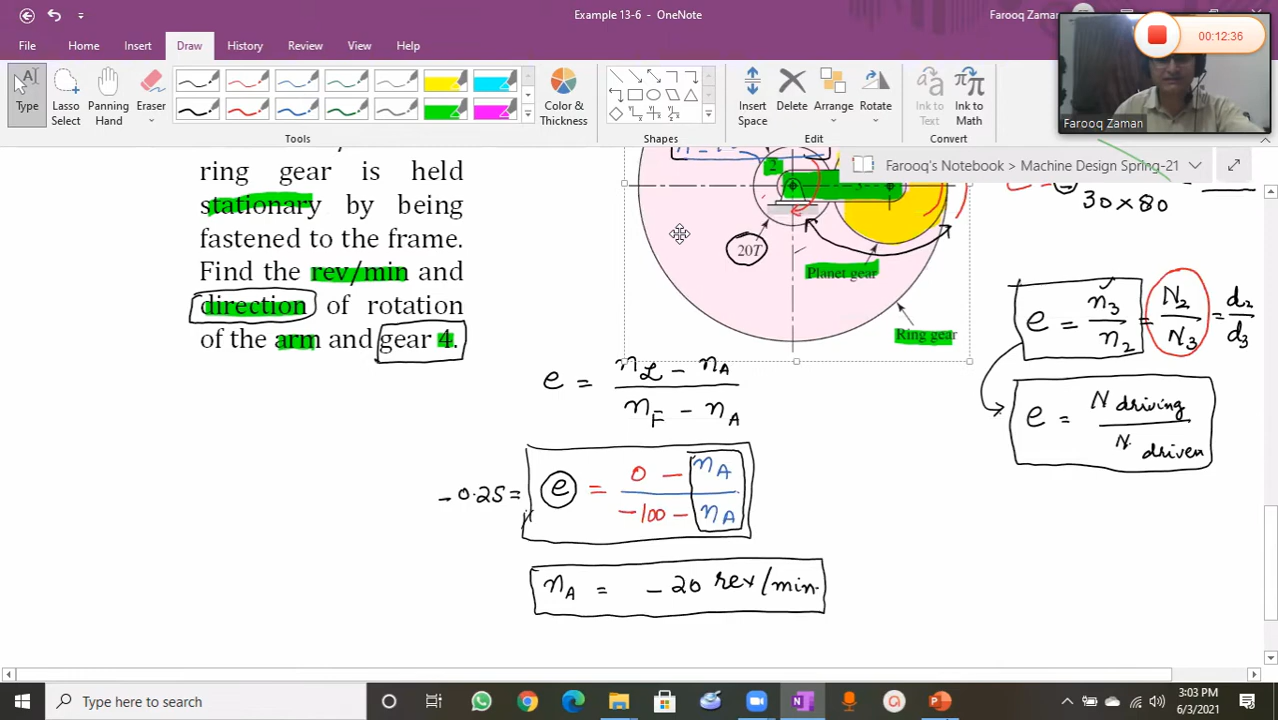 Example 13-6 - OneNote
Farooq Zaman
00:12:36
File Home Insert Draw History Review View Help
Type
Lasso Select
Panning Hand
Eraser
Color & Thickness
Insert Space
Delete
Arrange
Rotate
Ink to Text
Ink to Math
Tools
Shapes
Edit
Convert
Farooq Zaman
Farooq's Notebook > Machine Design Spring-21
ring gear is held
stationary by being
fastened to the frame.
Find the rev/min and
direction of rotation
of the arm and gear 4.
2
20T
Planet gear
Ring gear
30 × 80
e = n3/n2 = N2/N3 = d2/d3
e = N driving / N driven
e = (nL - nA) / (nF - nA)
-0.25 = e = (0 - nA) / (-100 - nA)
nA = -20 rev/min.
Type here to search
3:03 PM
6/3/2021